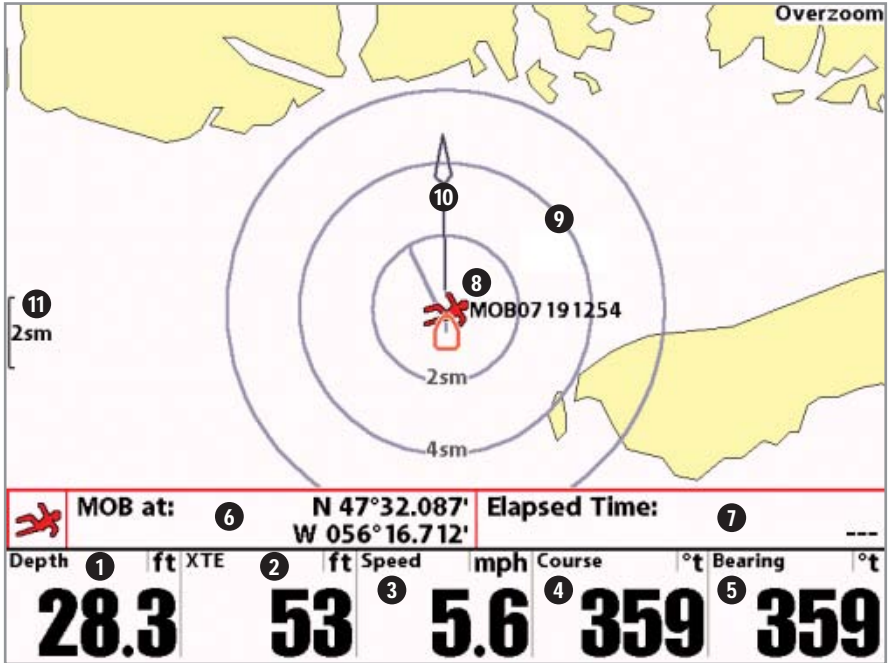 Overzoom
10
9
8
MOB07191254
11
2sm
2sm
4sm
MOB at: 6 N 47°32.087' Elapsed Time: 7
W 056°16.712' ---
Depth 1 ft XTE 2 ft Speed mph Course °t Bearing °t
3 4 5
28.3 53 5.6 359 359